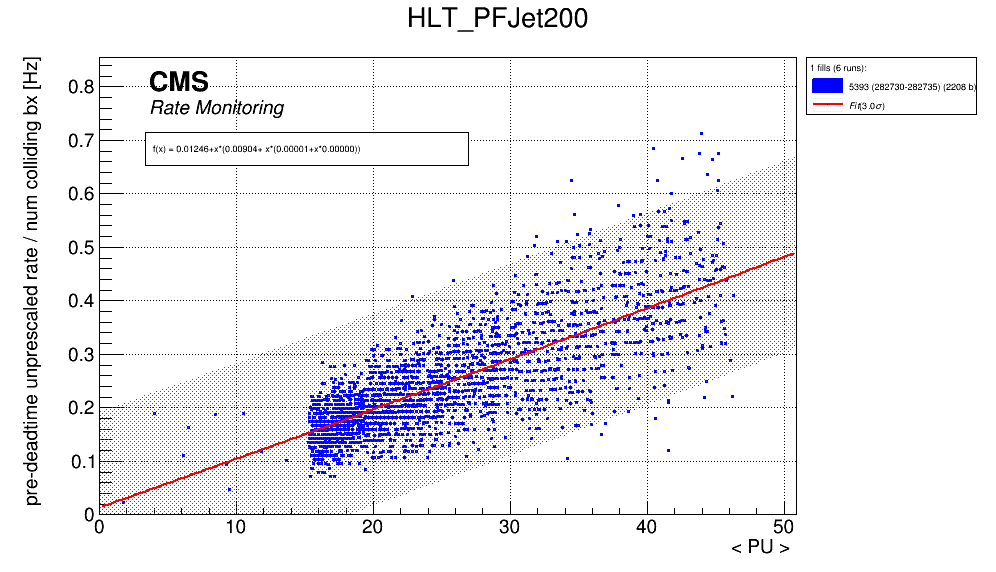 HLT_PFJet200
pre-deadtime unprescaled rate / num colliding bx [Hz]
0.8
0.7
0.6
0.5
0.4
0.3
0.2
0.1
0
CMS
Rate Monitoring
f(x) = 0.01246+x*(0.00904+ x*(0.00001+x*0.00000))
0 10 20 30 40 50
< PU >
1 fills (6 runs):
5393 (282730-282735) (2208 b)
Fit(3.0σ)